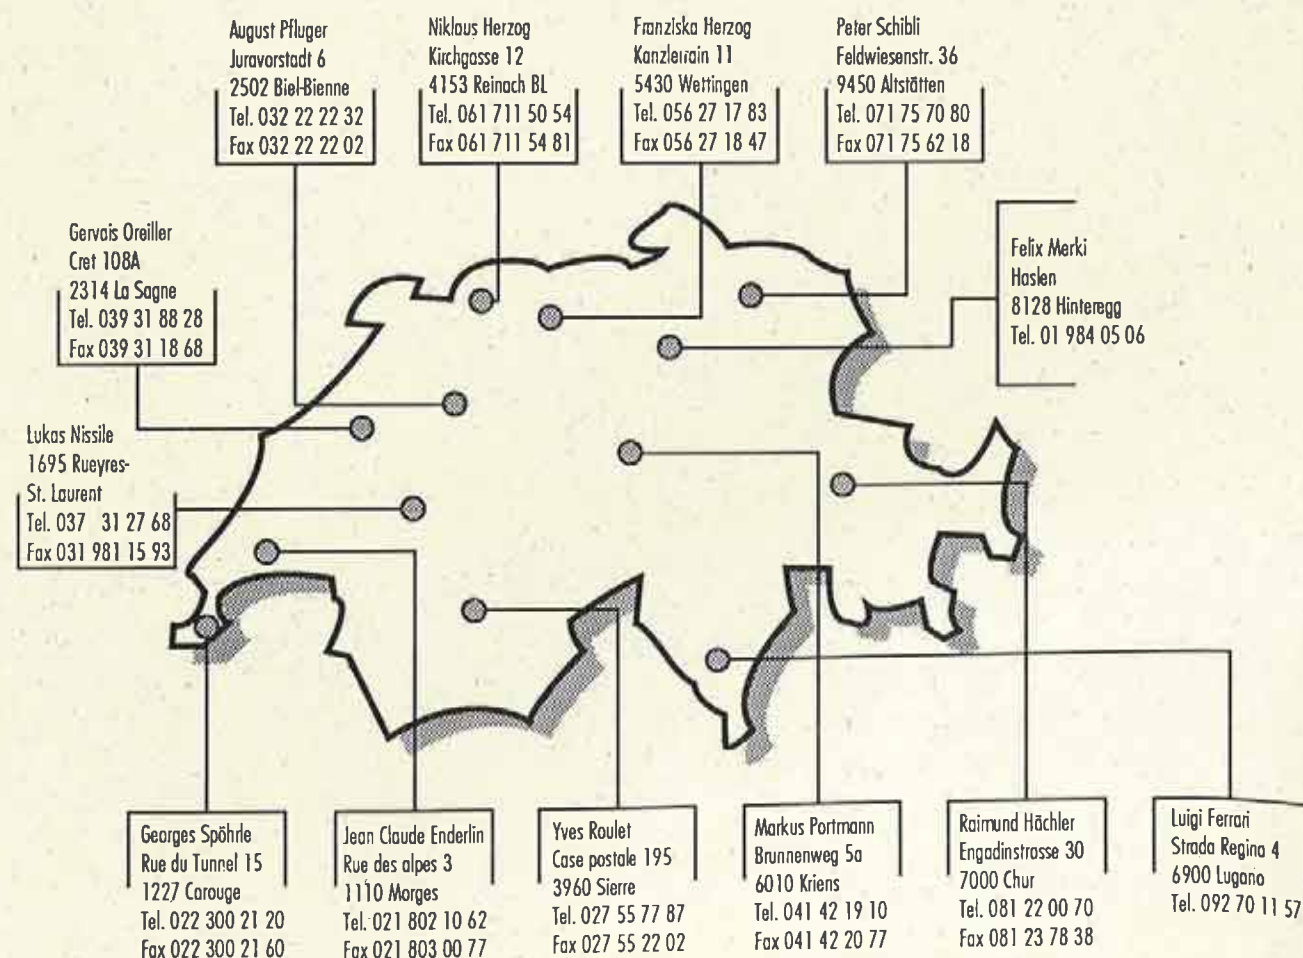 August Pfluger
Juravorstadt 6
2502 Biel-Bienne
Tel. 032 22 22 32
Fax 032 22 22 02
Niklaus Herzog
Kirchgasse 12
4153 Reinach BL
Tel. 061 711 50 54
Fax 061 711 54 81
Franziska Herzog
Kanzleirain 11
5430 Wettingen
Tel. 056 27 17 83
Fax 056 27 18 47
Peter Schibli
Feldwiesenstr. 36
9450 Altstätten
Tel. 071 75 70 80
Fax 071 75 62 18
Gervais Oreiller
Cret 108A
2314 La Sagne
Tel. 039 31 88 28
Fax 039 31 18 68
Felix Merki
Haslen
8128 Hinteregg
Tel. 01 984 05 06
Lukas Nissile
1695 Rueyres-
St. Laurent
Tel. 037 31 27 68
Fax 031 981 15 93
Georges Spöhrle
Rue du Tunnel 15
1227 Carouge
Tel. 022 300 21 20
Fax 022 300 21 60
Jean Claude Enderlin
Rue des alpes 3
1110 Morges
Tel. 021 802 10 62
Fax 021 803 00 77
Yves Roulet
Case postale 195
3960 Sierre
Tel. 027 55 77 87
Fax 027 55 22 02
Markus Portmann
Brunnenweg 5a
6010 Kriens
Tel. 041 42 19 10
Fax 041 42 20 77
Raimund Hächler
Engadinstrasse 30
7000 Chur
Tel. 081 22 00 70
Fax 081 23 78 38
Luigi Ferrari
Strada Regina 4
6900 Lugano
Tel. 092 70 11 57